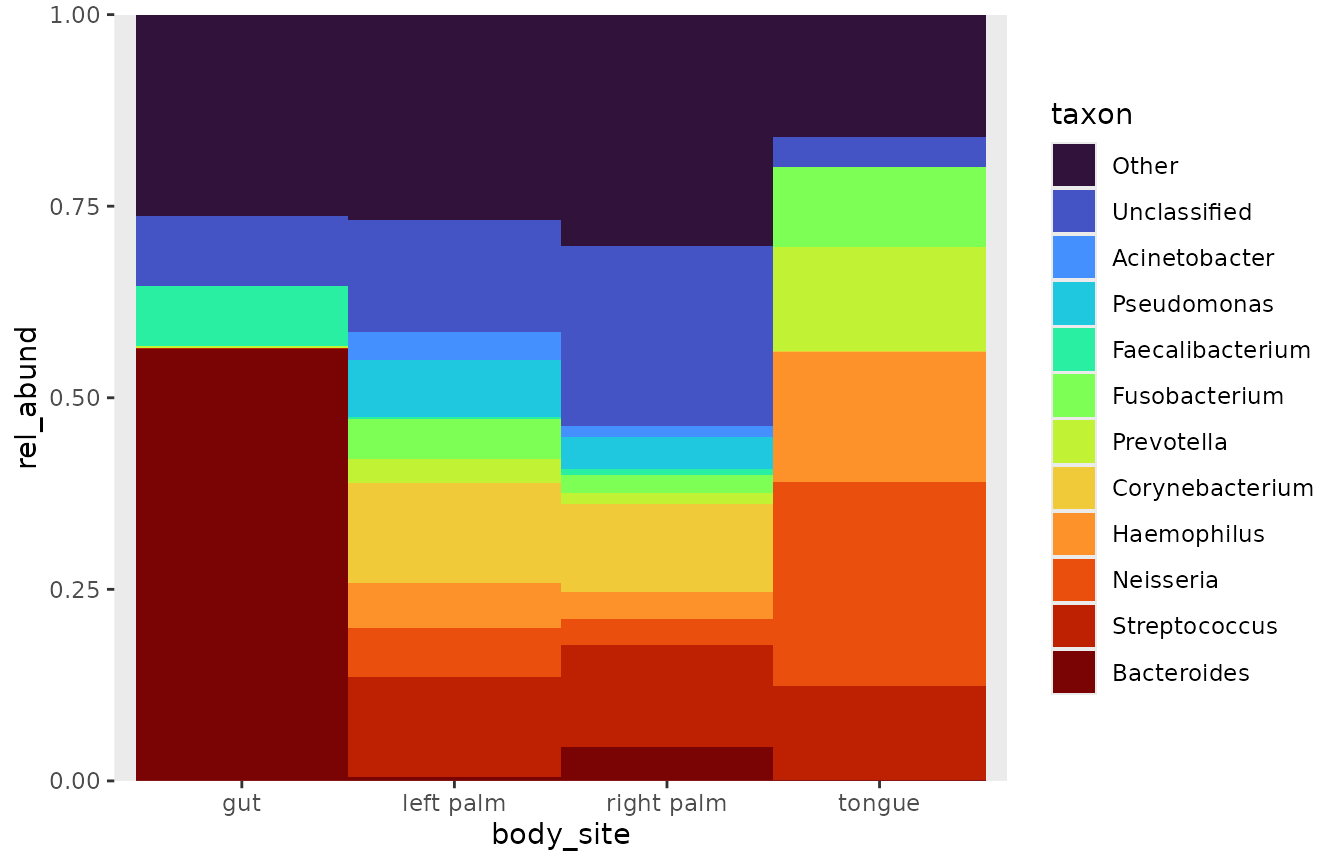 1.00
0.75
0.50
0.25
0.00
rel_abund
gut
left palm
right palm
tongue
body_site
taxon
Other
Unclassified
Acinetobacter
Pseudomonas
Faecalibacterium
Fusobacterium
Prevotella
Corynebacterium
Haemophilus
Neisseria
Streptococcus
Bacteroides